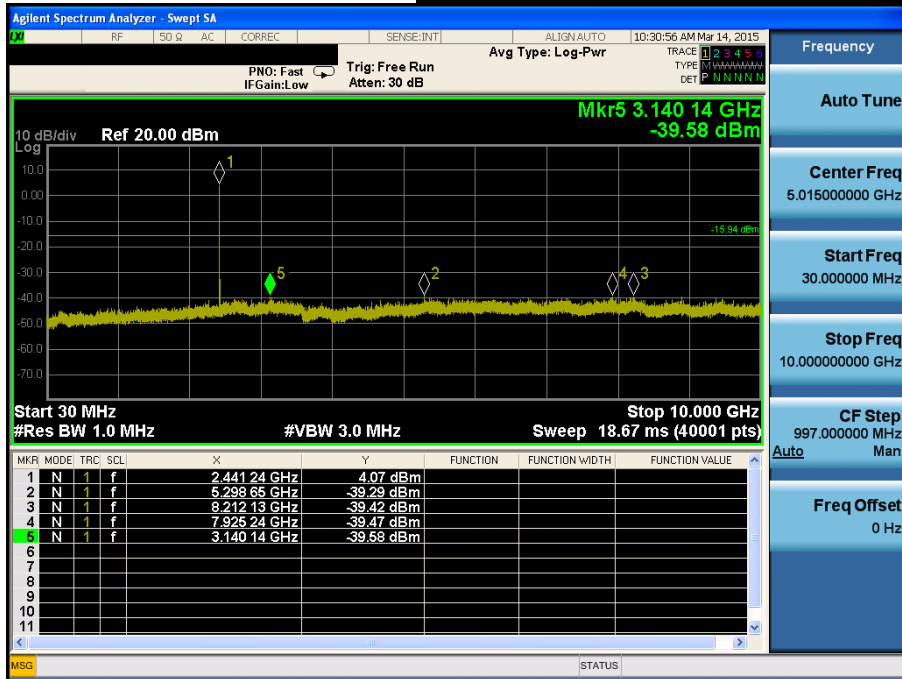 Agilent Spectrum Analyzer - Swept SA
LXI RF 50 Ω AC CORREC SENSE:INT ALIGN AUTO 10:30:56 AM Mar 14, 2015
Frequency
PNO: Fast
IFGain:Low
Trig: Free Run
Atten: 30 dB
Avg Type: Log-Pwr
TRACE 1 2 3 4 5 6
TYPE M WWWWW
DET P N N N N N
Auto Tune
Mkr5 3.140 14 GHz
-39.58 dBm
10 dB/div Ref 20.00 dBm
Log
10.0
0.00
-10.0
-20.0
-30.0
-40.0
-50.0
-60.0
-70.0
1
-15.94 dBm
5
2
4
3
Center Freq
5.015000000 GHz
Start Freq
30.000000 MHz
Stop Freq
10.000000000 GHz
Start 30 MHz Stop 10.000 GHz
#Res BW 1.0 MHz #VBW 3.0 MHz Sweep 18.67 ms (40001 pts)
CF Step
997.000000 MHz
Auto Man
MKR MODE TRC SCL X Y FUNCTION FUNCTION WIDTH FUNCTION VALUE
1 N 1 f 2.441 24 GHz 4.07 dBm
2 N 1 f 5.298 65 GHz -39.29 dBm
3 N 1 f 8.212 13 GHz -39.42 dBm
4 N 1 f 7.925 24 GHz -39.47 dBm
5 N 1 f 3.140 14 GHz -39.58 dBm
6
7
8
9
10
11
Freq Offset
0 Hz
MSG STATUS